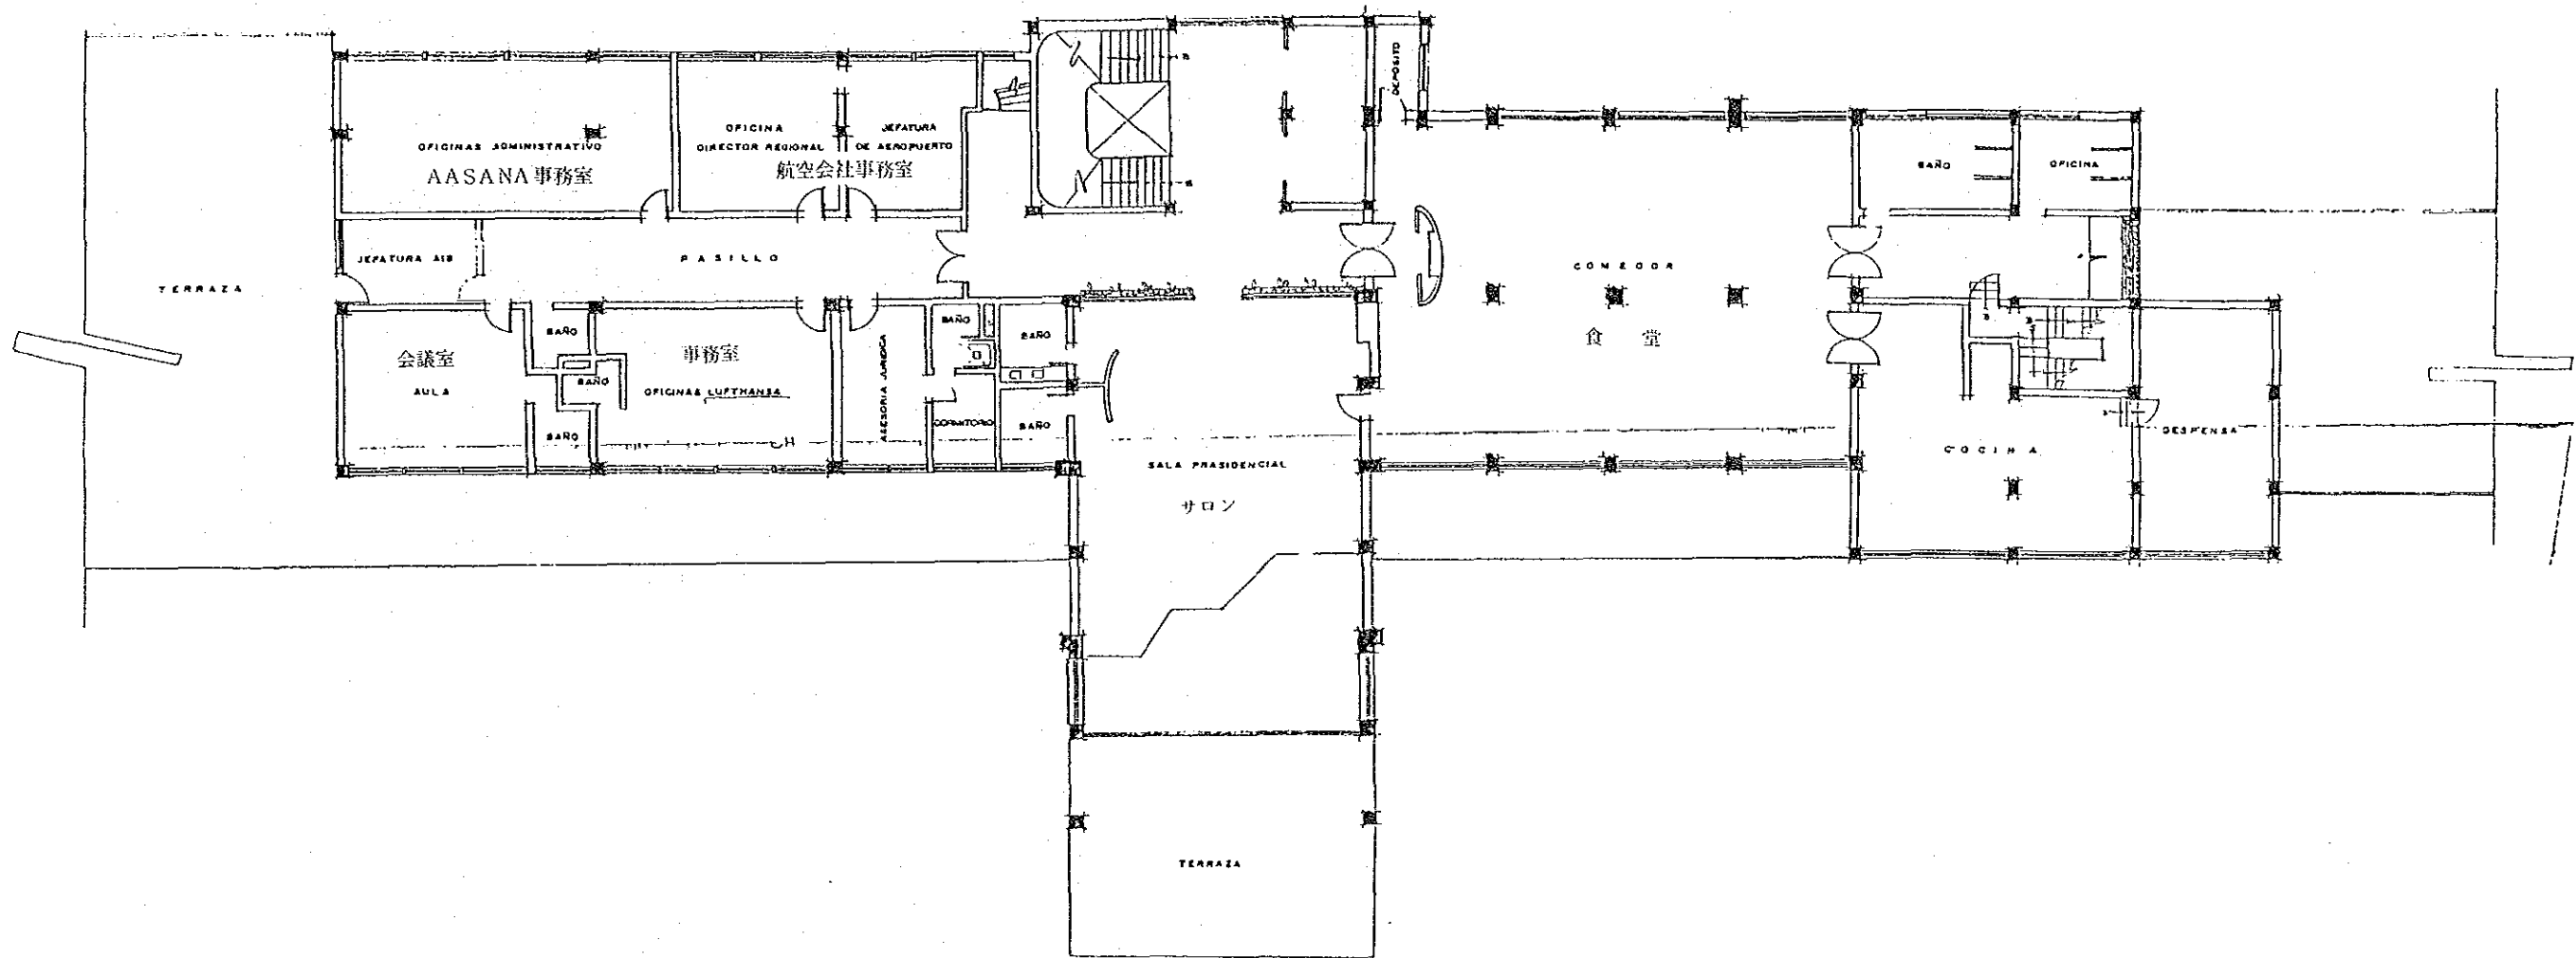 DEPOSITO
OFICINAS ADMINISTRATIVO
AASANA事務室
OFICINA
DIRECTOR REGIONAL
JEFATURA
DE AEROPUERTO
航空会社事務室
BAÑO
OFICINA
TERRAZA
JEFATURA AIS
PASILLO
COMEDOR
食堂
会議室
AULA
BAÑO
BAÑO
BAÑO
事務室
OFICINAS LUFTHANSA
ASESORIA JURIDICA
BAÑO
DORMITORIO
BAÑO
BAÑO
SALA PRASIDENCIAL
サロン
COCINA
DESPENSA
TERRAZA